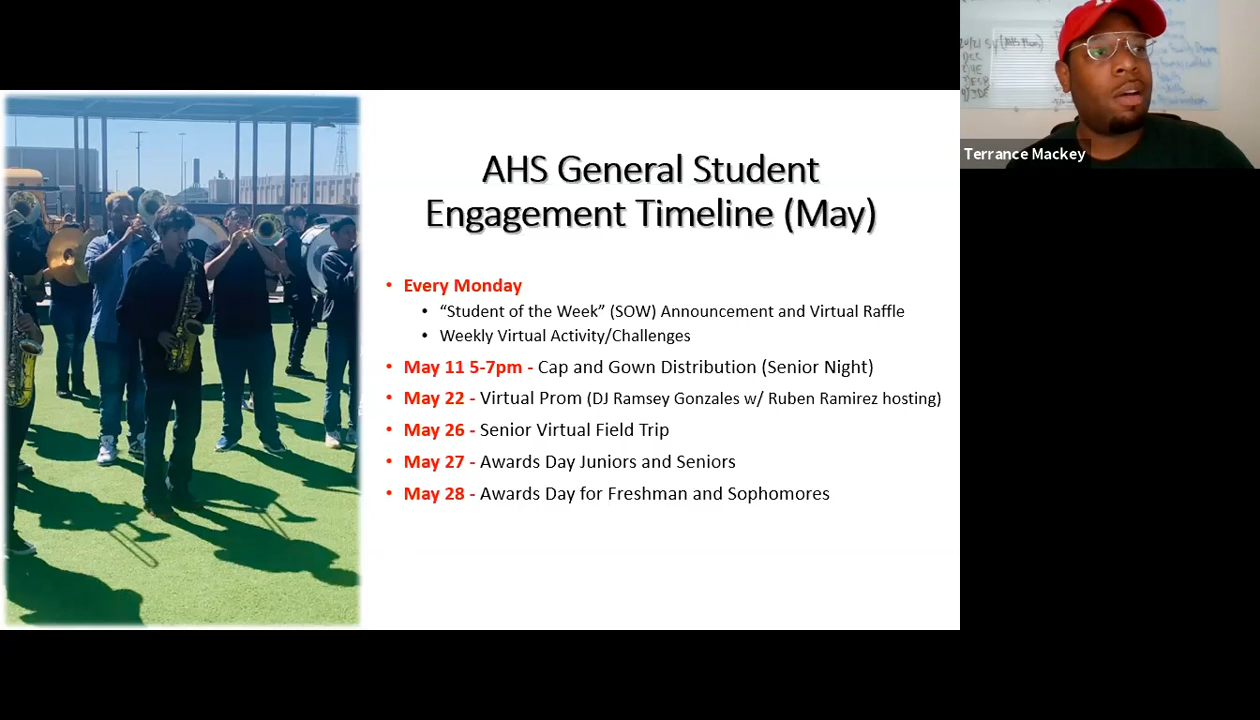 AHS General Student
Engagement Timeline (May)
• Every Monday
• “Student of the Week” (SOW) Announcement and Virtual Raffle
• Weekly Virtual Activity/Challenges
• May 11 5-7pm - Cap and Gown Distribution (Senior Night)
• May 22 - Virtual Prom (DJ Ramsey Gonzales w/ Ruben Ramirez hosting)
• May 26 - Senior Virtual Field Trip
• May 27 - Awards Day Juniors and Seniors
• May 28 - Awards Day for Freshman and Sophomores
Terrance Mackey